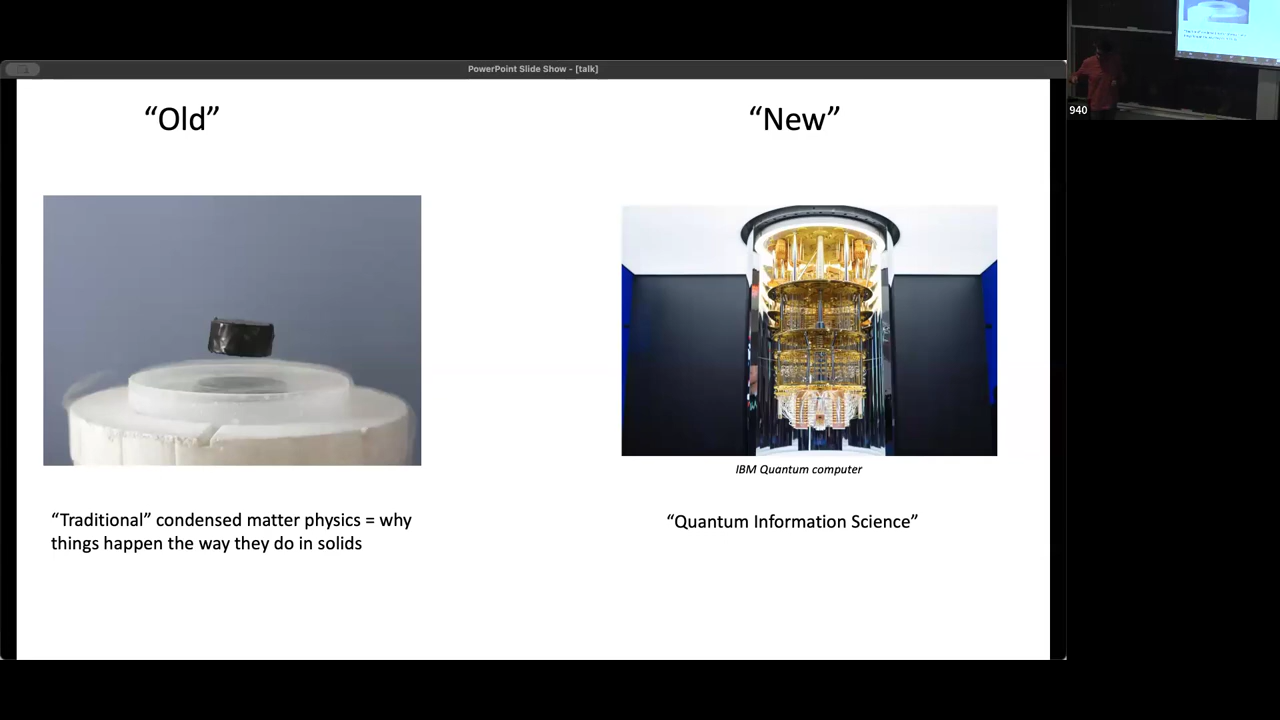 PowerPoint Slide Show - [talk]
“Old”
“New”
IBM Quantum computer
“Traditional” condensed matter physics = why
things happen the way they do in solids
“Quantum Information Science”
940